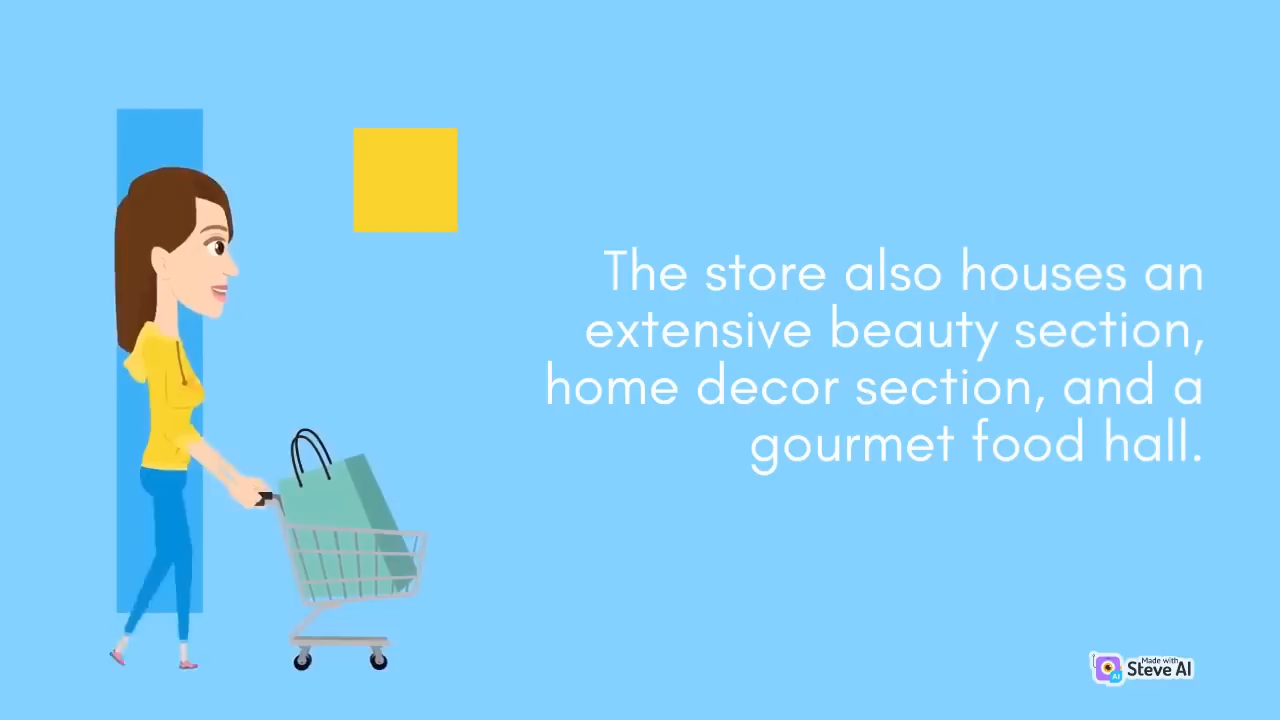 The store also houses an
extensive beauty section,
home decor section, and a
gourmet food hall.
Made with
Steve AI
AI